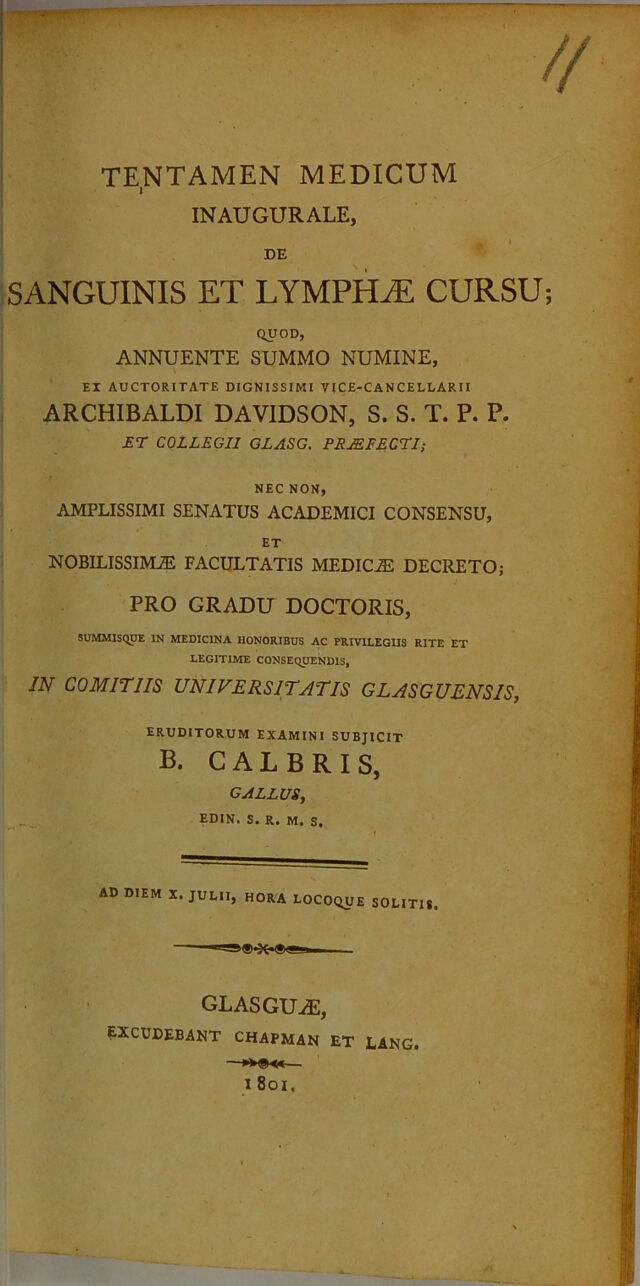 11
TENTAMEN MEDICUM
INAUGURALE,
DE
SANGUINIS ET LYMPHÆ CURSU;
QUOD,
ANNUENTE SUMMO NUMINE,
EX AUCTORITATE DIGNISSIMI VICE-CANCELLARII
ARCHIBALDI DAVIDSON, S. S. T. P. P.
ET COLLEGII GLASG. PRÆFECTI;
NEC NON,
AMPLISSIMI SENATUS ACADEMICI CONSENSU,
ET
NOBILISSIMÆ FACULTATIS MEDICÆ DECRETO;
PRO GRADU DOCTORIS,
SUMMISQUE IN MEDICINA HONORIBUS AC PRIVILEGIIS RITE ET
LEGITIME CONSEQUENDIS,
IN COMITIIS UNIVERSITATIS GLASGUENSIS,
ERUDITORUM EXAMINI SUBJICIT
B. CALBRIS,
GALLUS,
EDIN. S. R. M. S.
AD DIEM X. JULII, HORA LOCOQUE SOLITIS.
GLASGUÆ,
EXCUDEBANT CHAPMAN ET LANG.
1801.